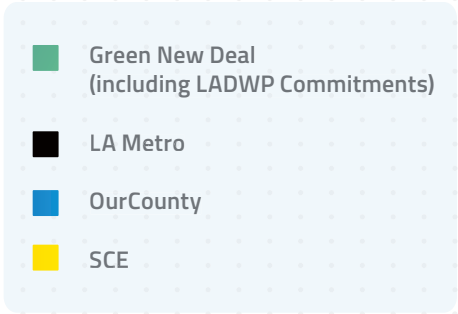 Green New Deal
(including LADWP Commitments)
LA Metro
OurCounty
SCE